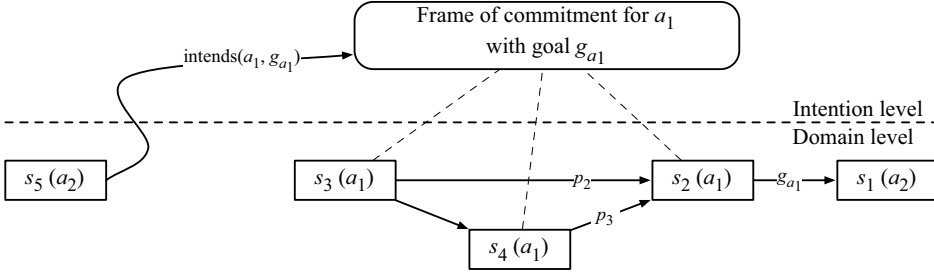 Frame of commitment for a₁
with goal gₐ₁
intends(a₁, gₐ₁)
Intention level
Domain level
s₅ (a₂)
s₃ (a₁)
p₂
s₂ (a₁)
gₐ₁
s₁ (a₂)
p₃
s₄ (a₁)